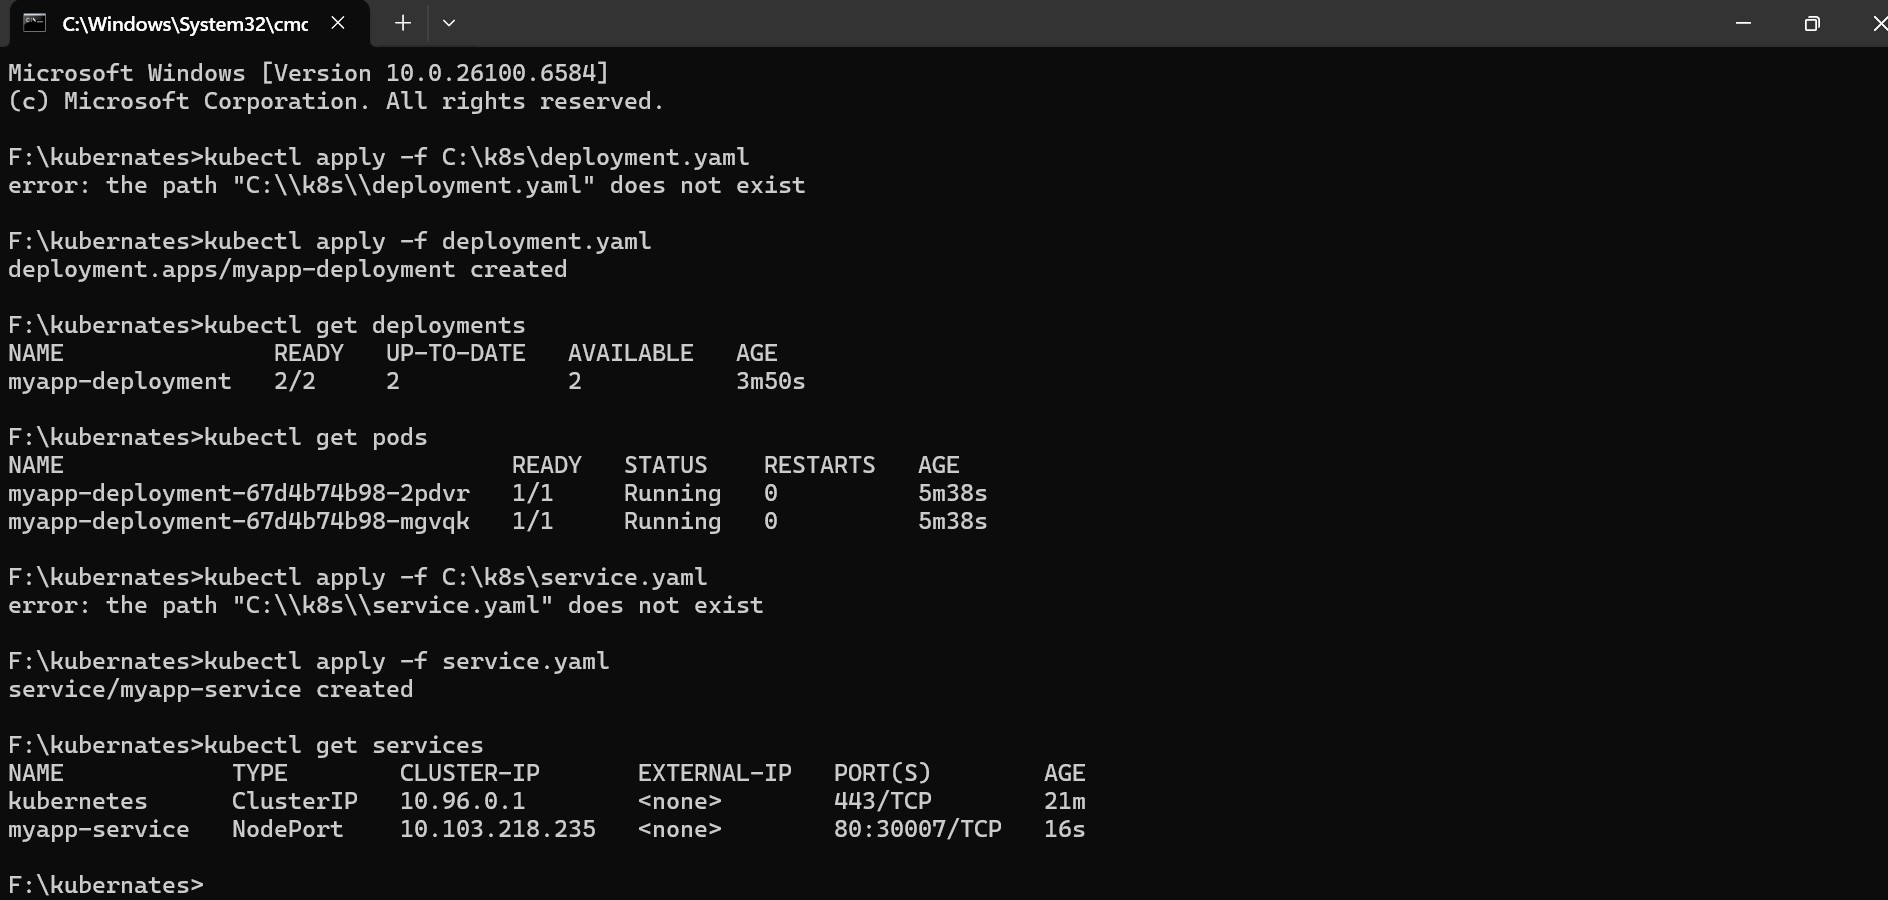 C:\Windows\System32\cmc
Microsoft Windows [Version 10.0.26100.6584]
(c) Microsoft Corporation. All rights reserved.
F:\kubernates>kubectl apply -f C:\k8s\deployment.yaml
error: the path "C:\\k8s\\deployment.yaml" does not exist
F:\kubernates>kubectl apply -f deployment.yaml
deployment.apps/myapp-deployment created
F:\kubernates>kubectl get deployments
NAME               READY   UP-TO-DATE   AVAILABLE   AGE
myapp-deployment   2/2     2            2           3m50s
F:\kubernates>kubectl get pods
NAME                                READY   STATUS    RESTARTS   AGE
myapp-deployment-67d4b74b98-2pdvr   1/1     Running   0          5m38s
myapp-deployment-67d4b74b98-mgvqk   1/1     Running   0          5m38s
F:\kubernates>kubectl apply -f C:\k8s\service.yaml
error: the path "C:\\k8s\\service.yaml" does not exist
F:\kubernates>kubectl apply -f service.yaml
service/myapp-service created
F:\kubernates>kubectl get services
NAME            TYPE        CLUSTER-IP       EXTERNAL-IP   PORT(S)        AGE
kubernetes      ClusterIP   10.96.0.1        <none>        443/TCP        21m
myapp-service   NodePort    10.103.218.235   <none>        80:30007/TCP   16s
F:\kubernates>